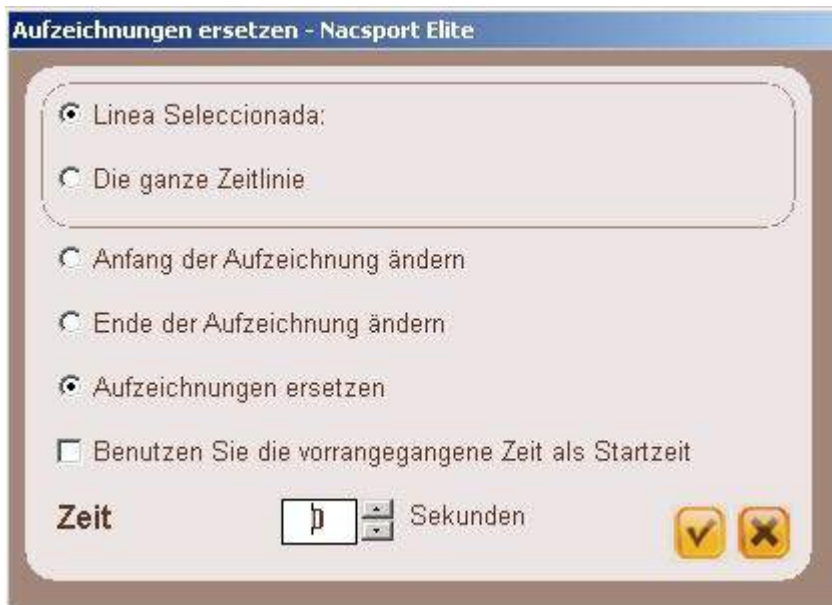 Aufzeichnungen ersetzen - Nacsport Elite
Linea Seleccionada:
Die ganze Zeitlinie
Anfang der Aufzeichnung ändern
Ende der Aufzeichnung ändern
Aufzeichnungen ersetzen
Benutzen Sie die vorrangegangene Zeit als Startzeit
Zeit 0 Sekunden